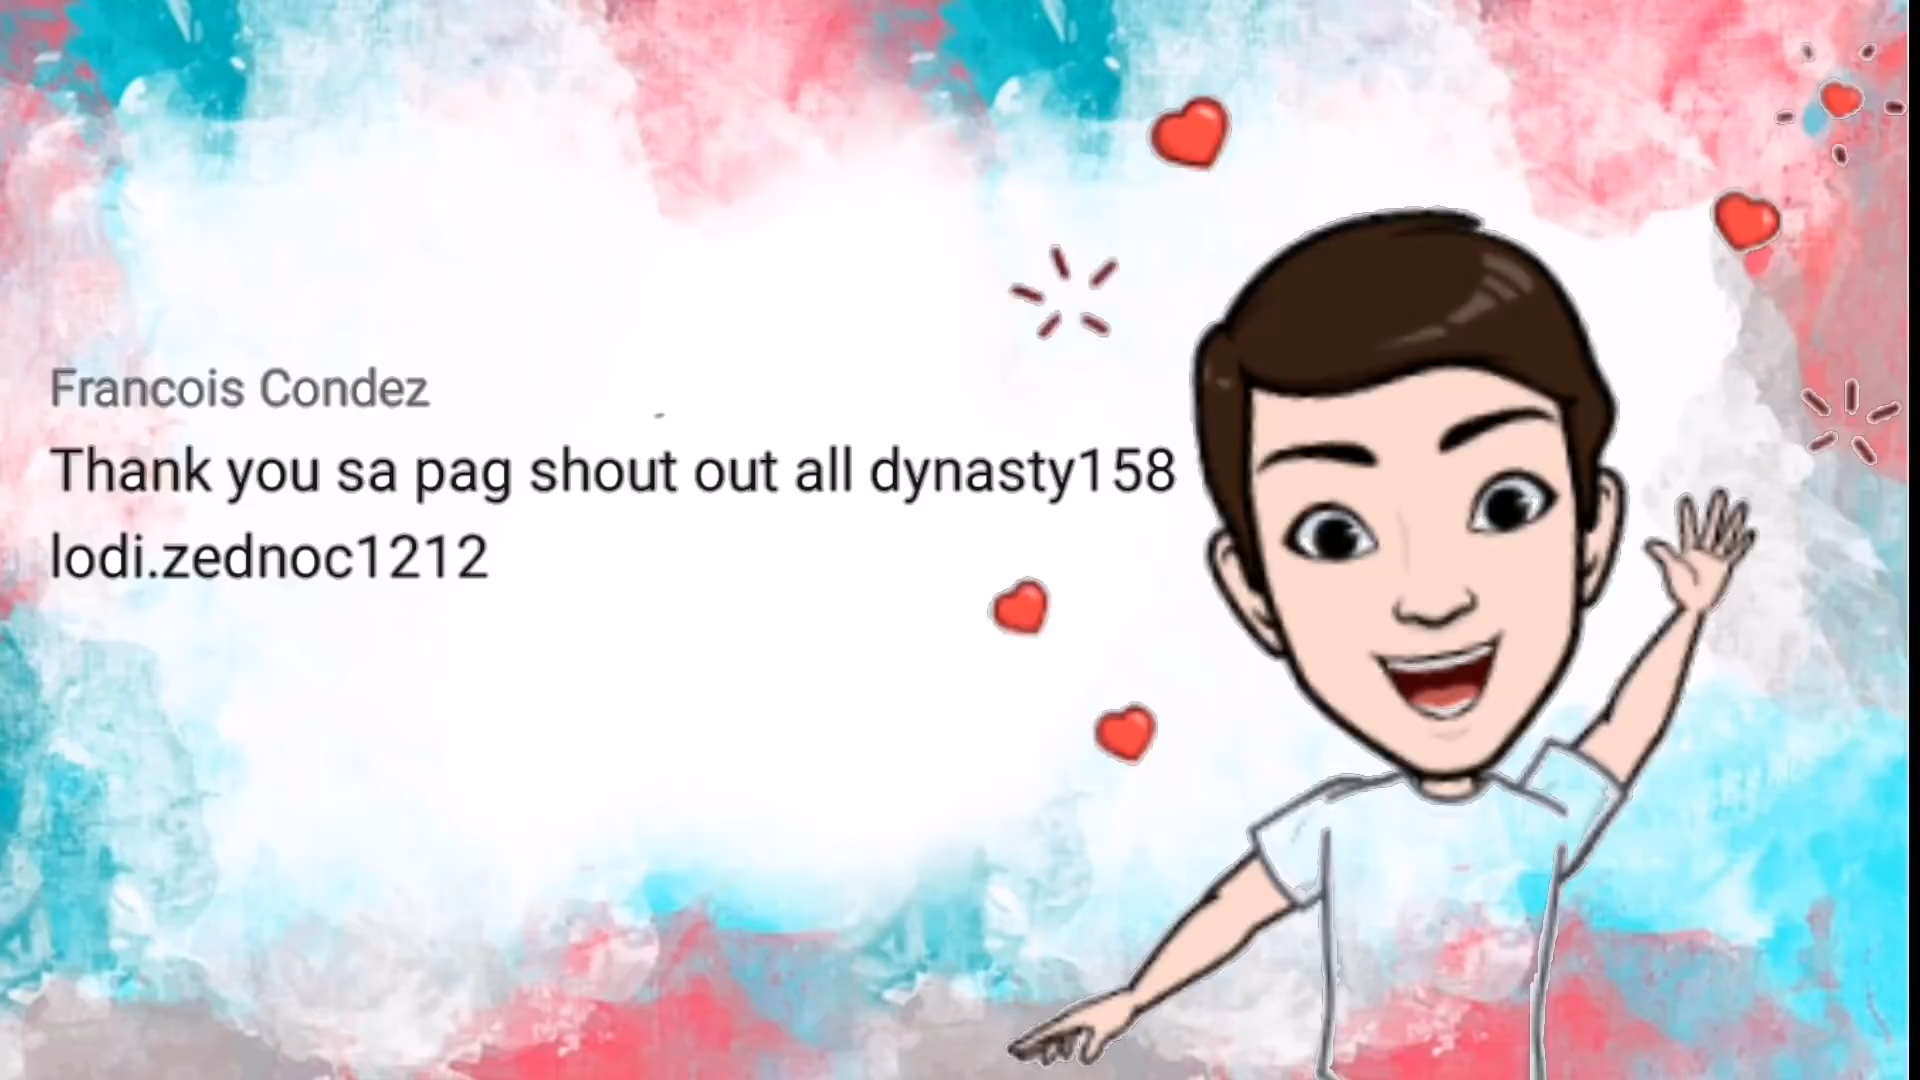 Francois Condez
Thank you sa pag shout out all dynasty158
lodi.zednoc1212